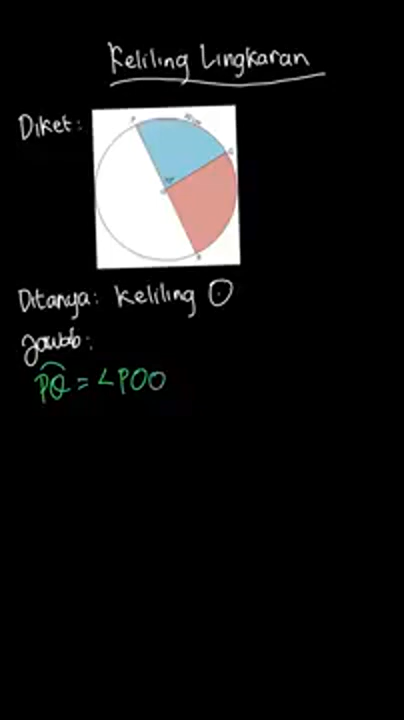 Keliling Lingkaran
Diket:
P
Q
R
Ditanya: Keliling
Jawab:
PQ = ∠POO